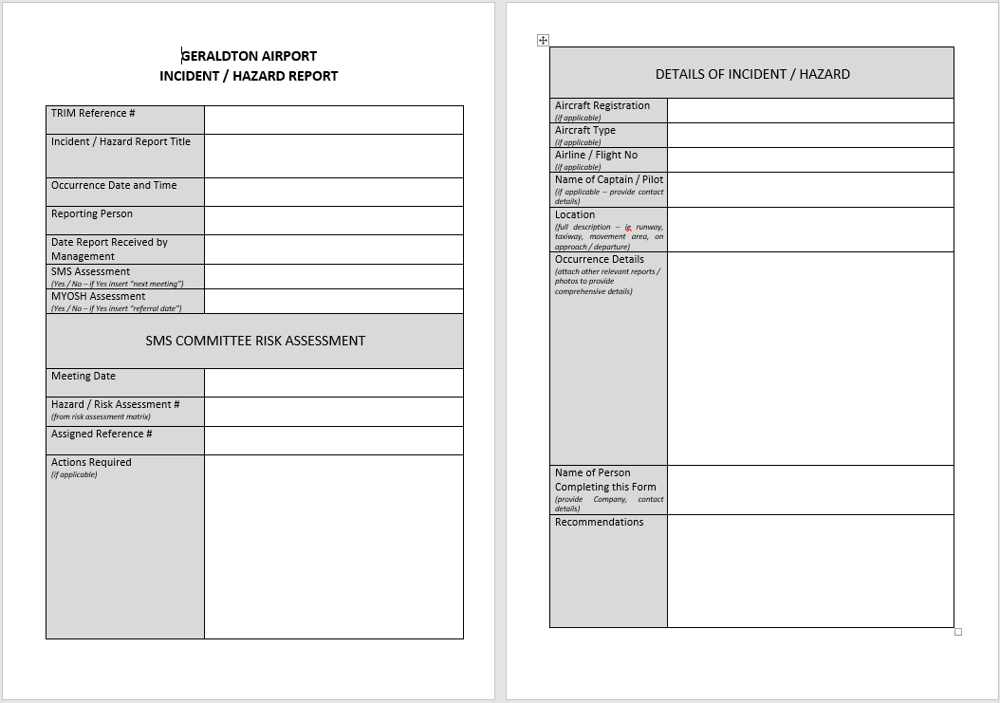 GERALDTON AIRPORT
INCIDENT / HAZARD REPORT
TRIM Reference #
Incident / Hazard Report Title
Occurrence Date and Time
Reporting Person
Date Report Received by
Management
SMS Assessment
(Yes / No – if Yes insert “next meeting”)
MYOSH Assessment
(Yes / No – if Yes insert “referral date”)
SMS COMMITTEE RISK ASSESSMENT
Meeting Date
Hazard / Risk Assessment #
(from risk assessment matrix)
Assigned Reference #
Actions Required
(if applicable)
DETAILS OF INCIDENT / HAZARD
Aircraft Registration
(if applicable)
Aircraft Type
(if applicable)
Airline / Flight No
(if applicable)
Name of Captain / Pilot
(if applicable – provide contact
details)
Location
(full description – ie runway,
taxiway, movement area, on
approach / departure)
Occurrence Details
(attach other relevant reports /
photos to provide
comprehensive details)
Name of Person
Completing this Form
(provide Company, contact
details)
Recommendations